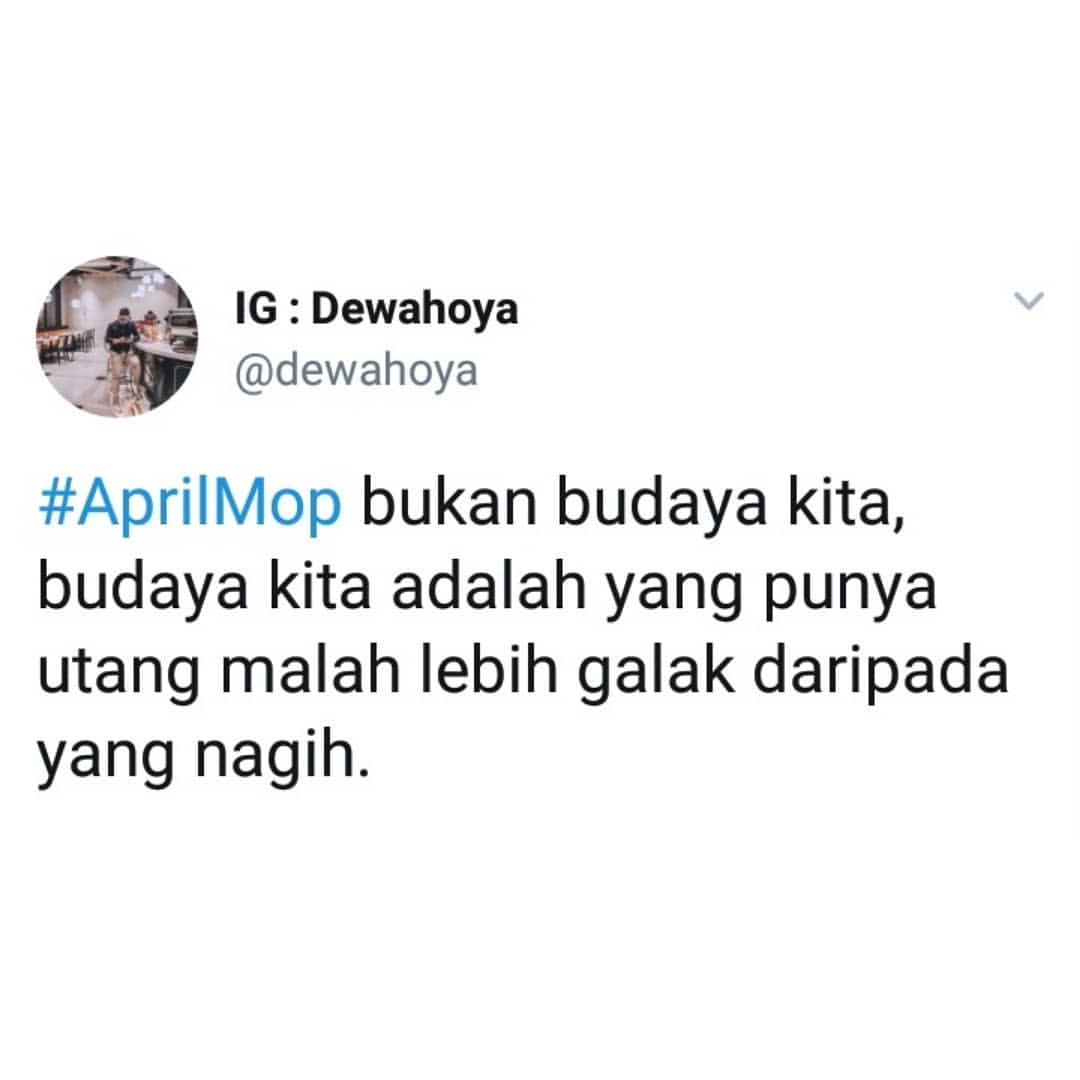 IG : Dewahoya
@dewahoya
#AprilMop bukan budaya kita,
budaya kita adalah yang punya
utang malah lebih galak daripada
yang nagih.